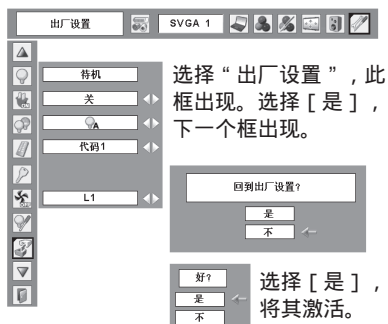 出厂设置
SVGA 1
待机
关
A
代码1
L1
选择“出厂设置”，此
框出现。选择［是］，
下一个框出现。
回到出厂设置？
是
不
好？
是
不
选择［是］，
将其激活。